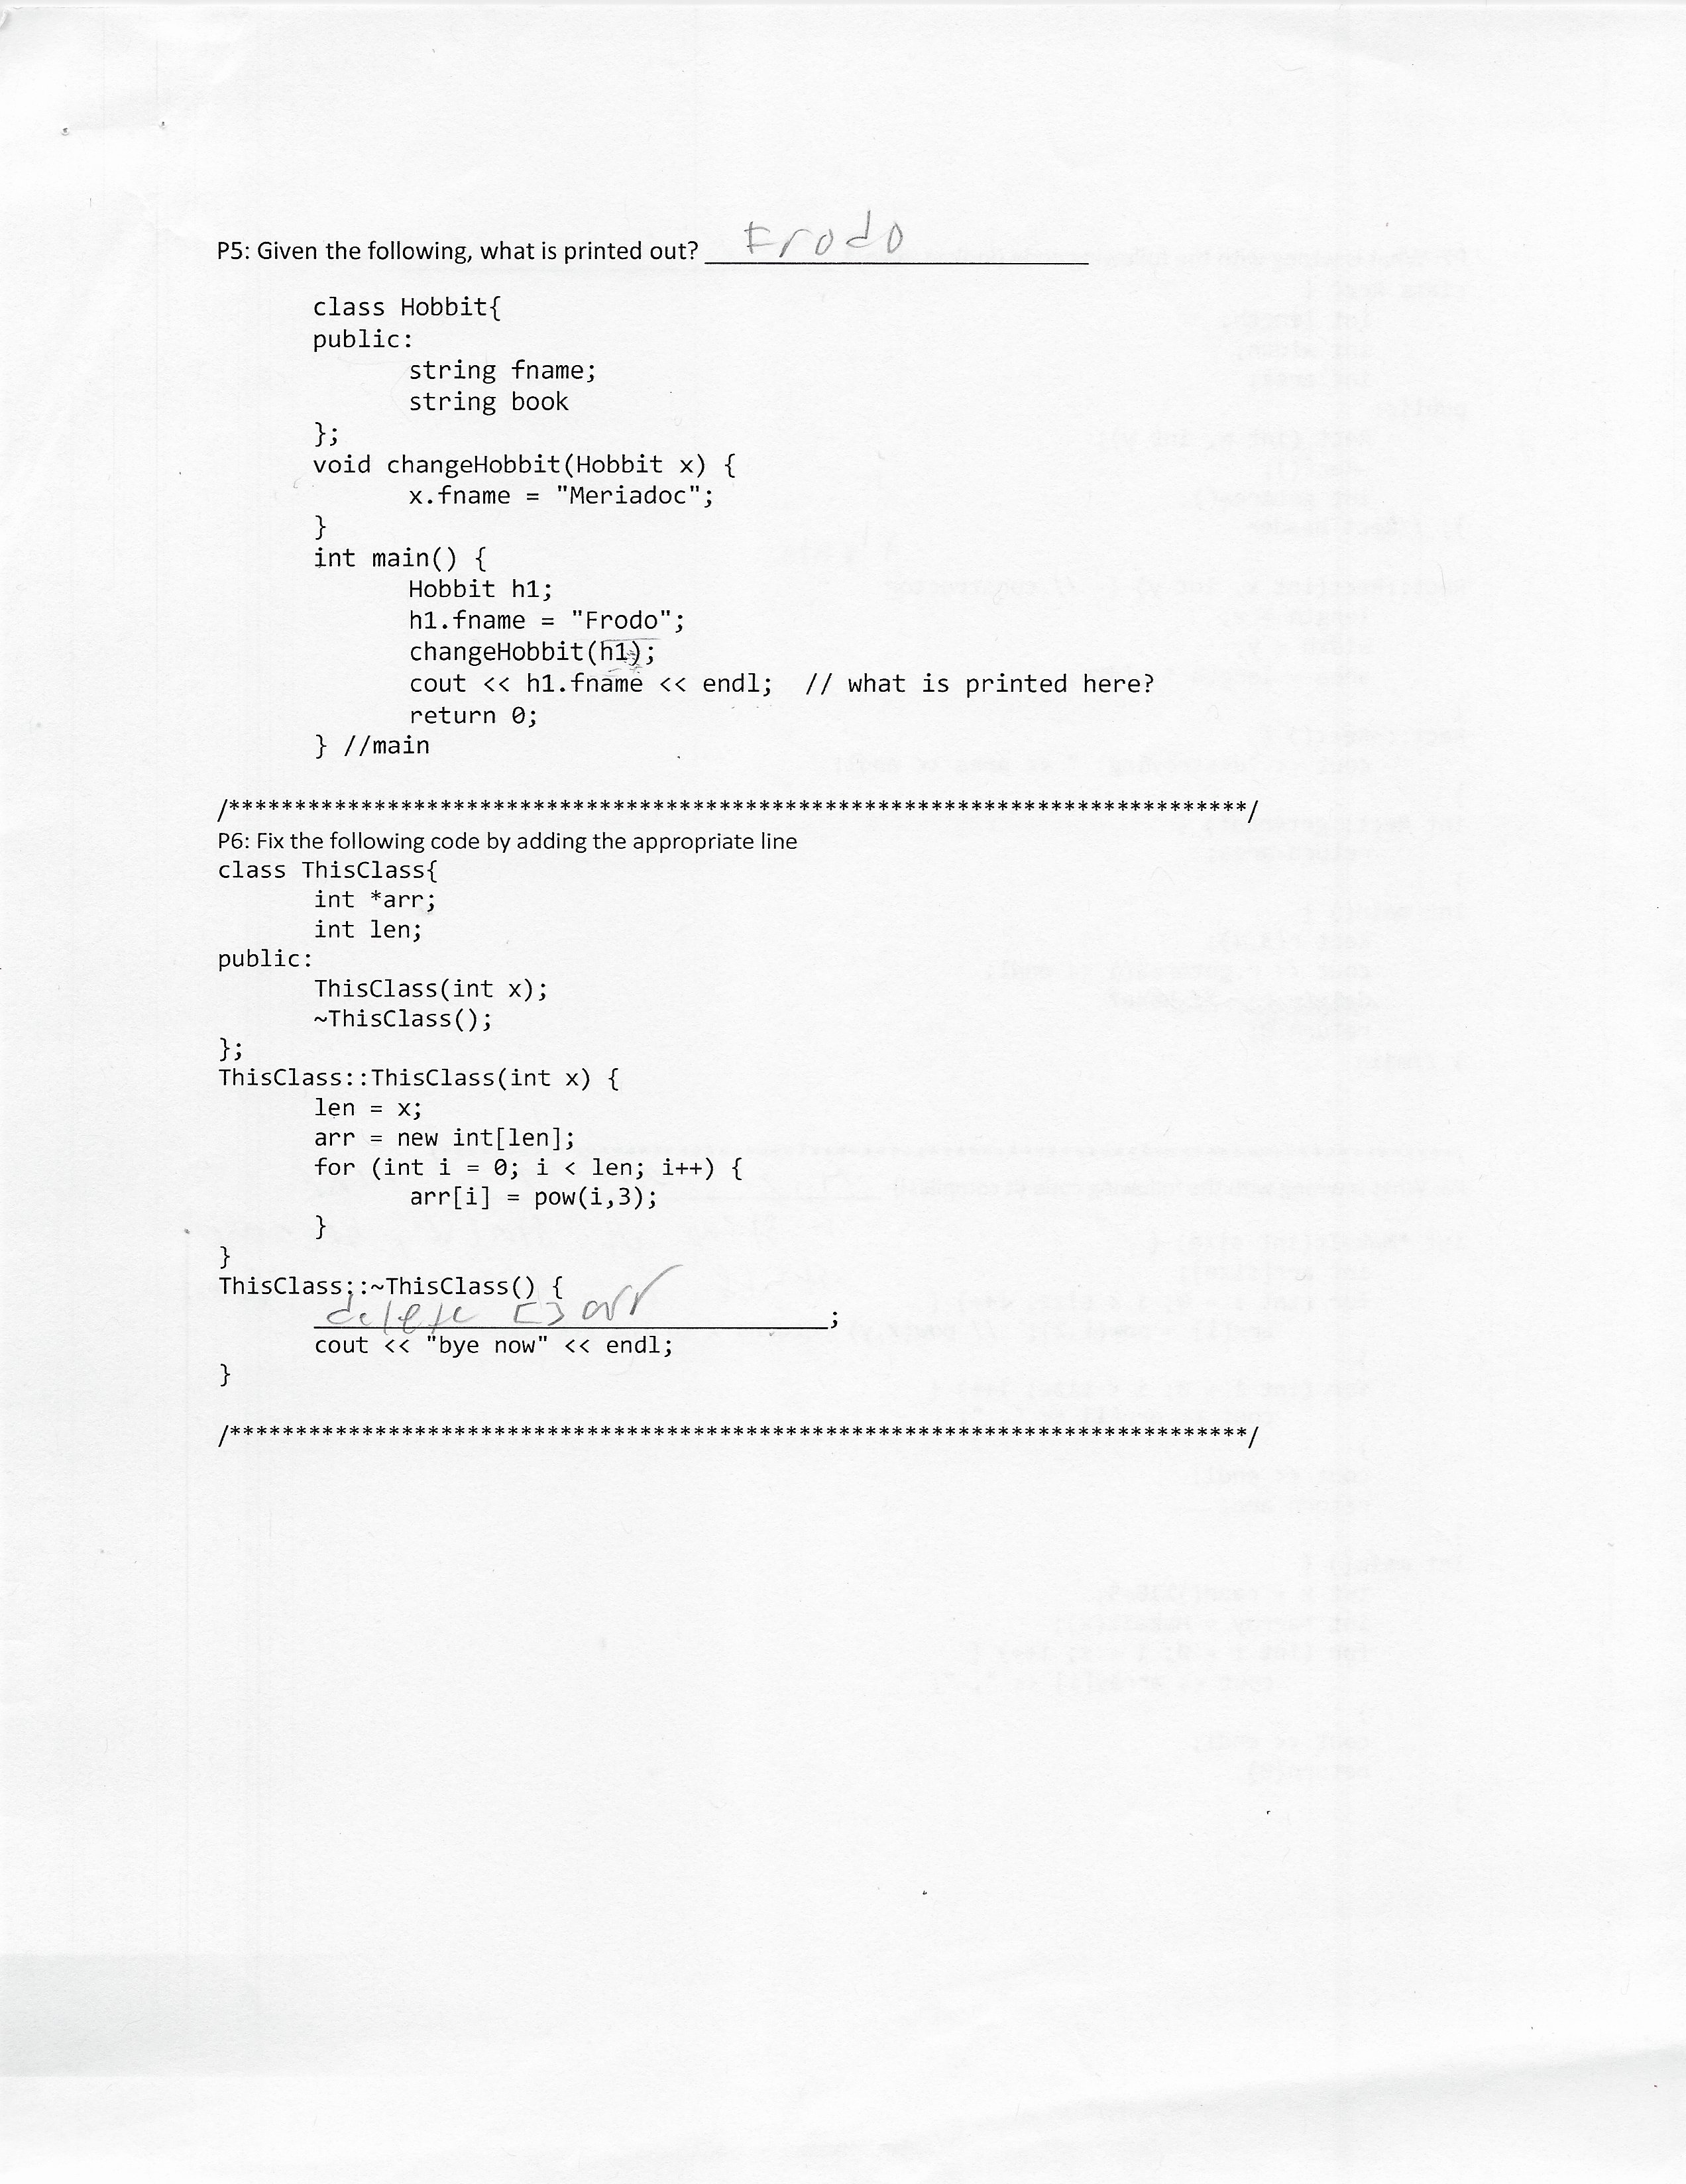 P5: Given the following, what is printed out? Frodo
class Hobbit{
public:
string fname;
string book
};
void changeHobbit(Hobbit x) {
x.fname = "Meriadoc";
}
int main() {
Hobbit h1;
h1.fname = "Frodo";
changeHobbit(h1);
cout << h1.fname << endl;  // what is printed here?
return 0;
} //main
/******************************************************************************/
P6: Fix the following code by adding the appropriate line
class ThisClass{
int *arr;
int len;
public:
ThisClass(int x);
~ThisClass();
};
ThisClass::ThisClass(int x) {
len = x;
arr = new int[len];
for (int i = 0; i < len; i++) {
arr[i] = pow(i,3);
}
}
ThisClass::~ThisClass() {
delete [] arr;
cout << "bye now" << endl;
}
/******************************************************************************/